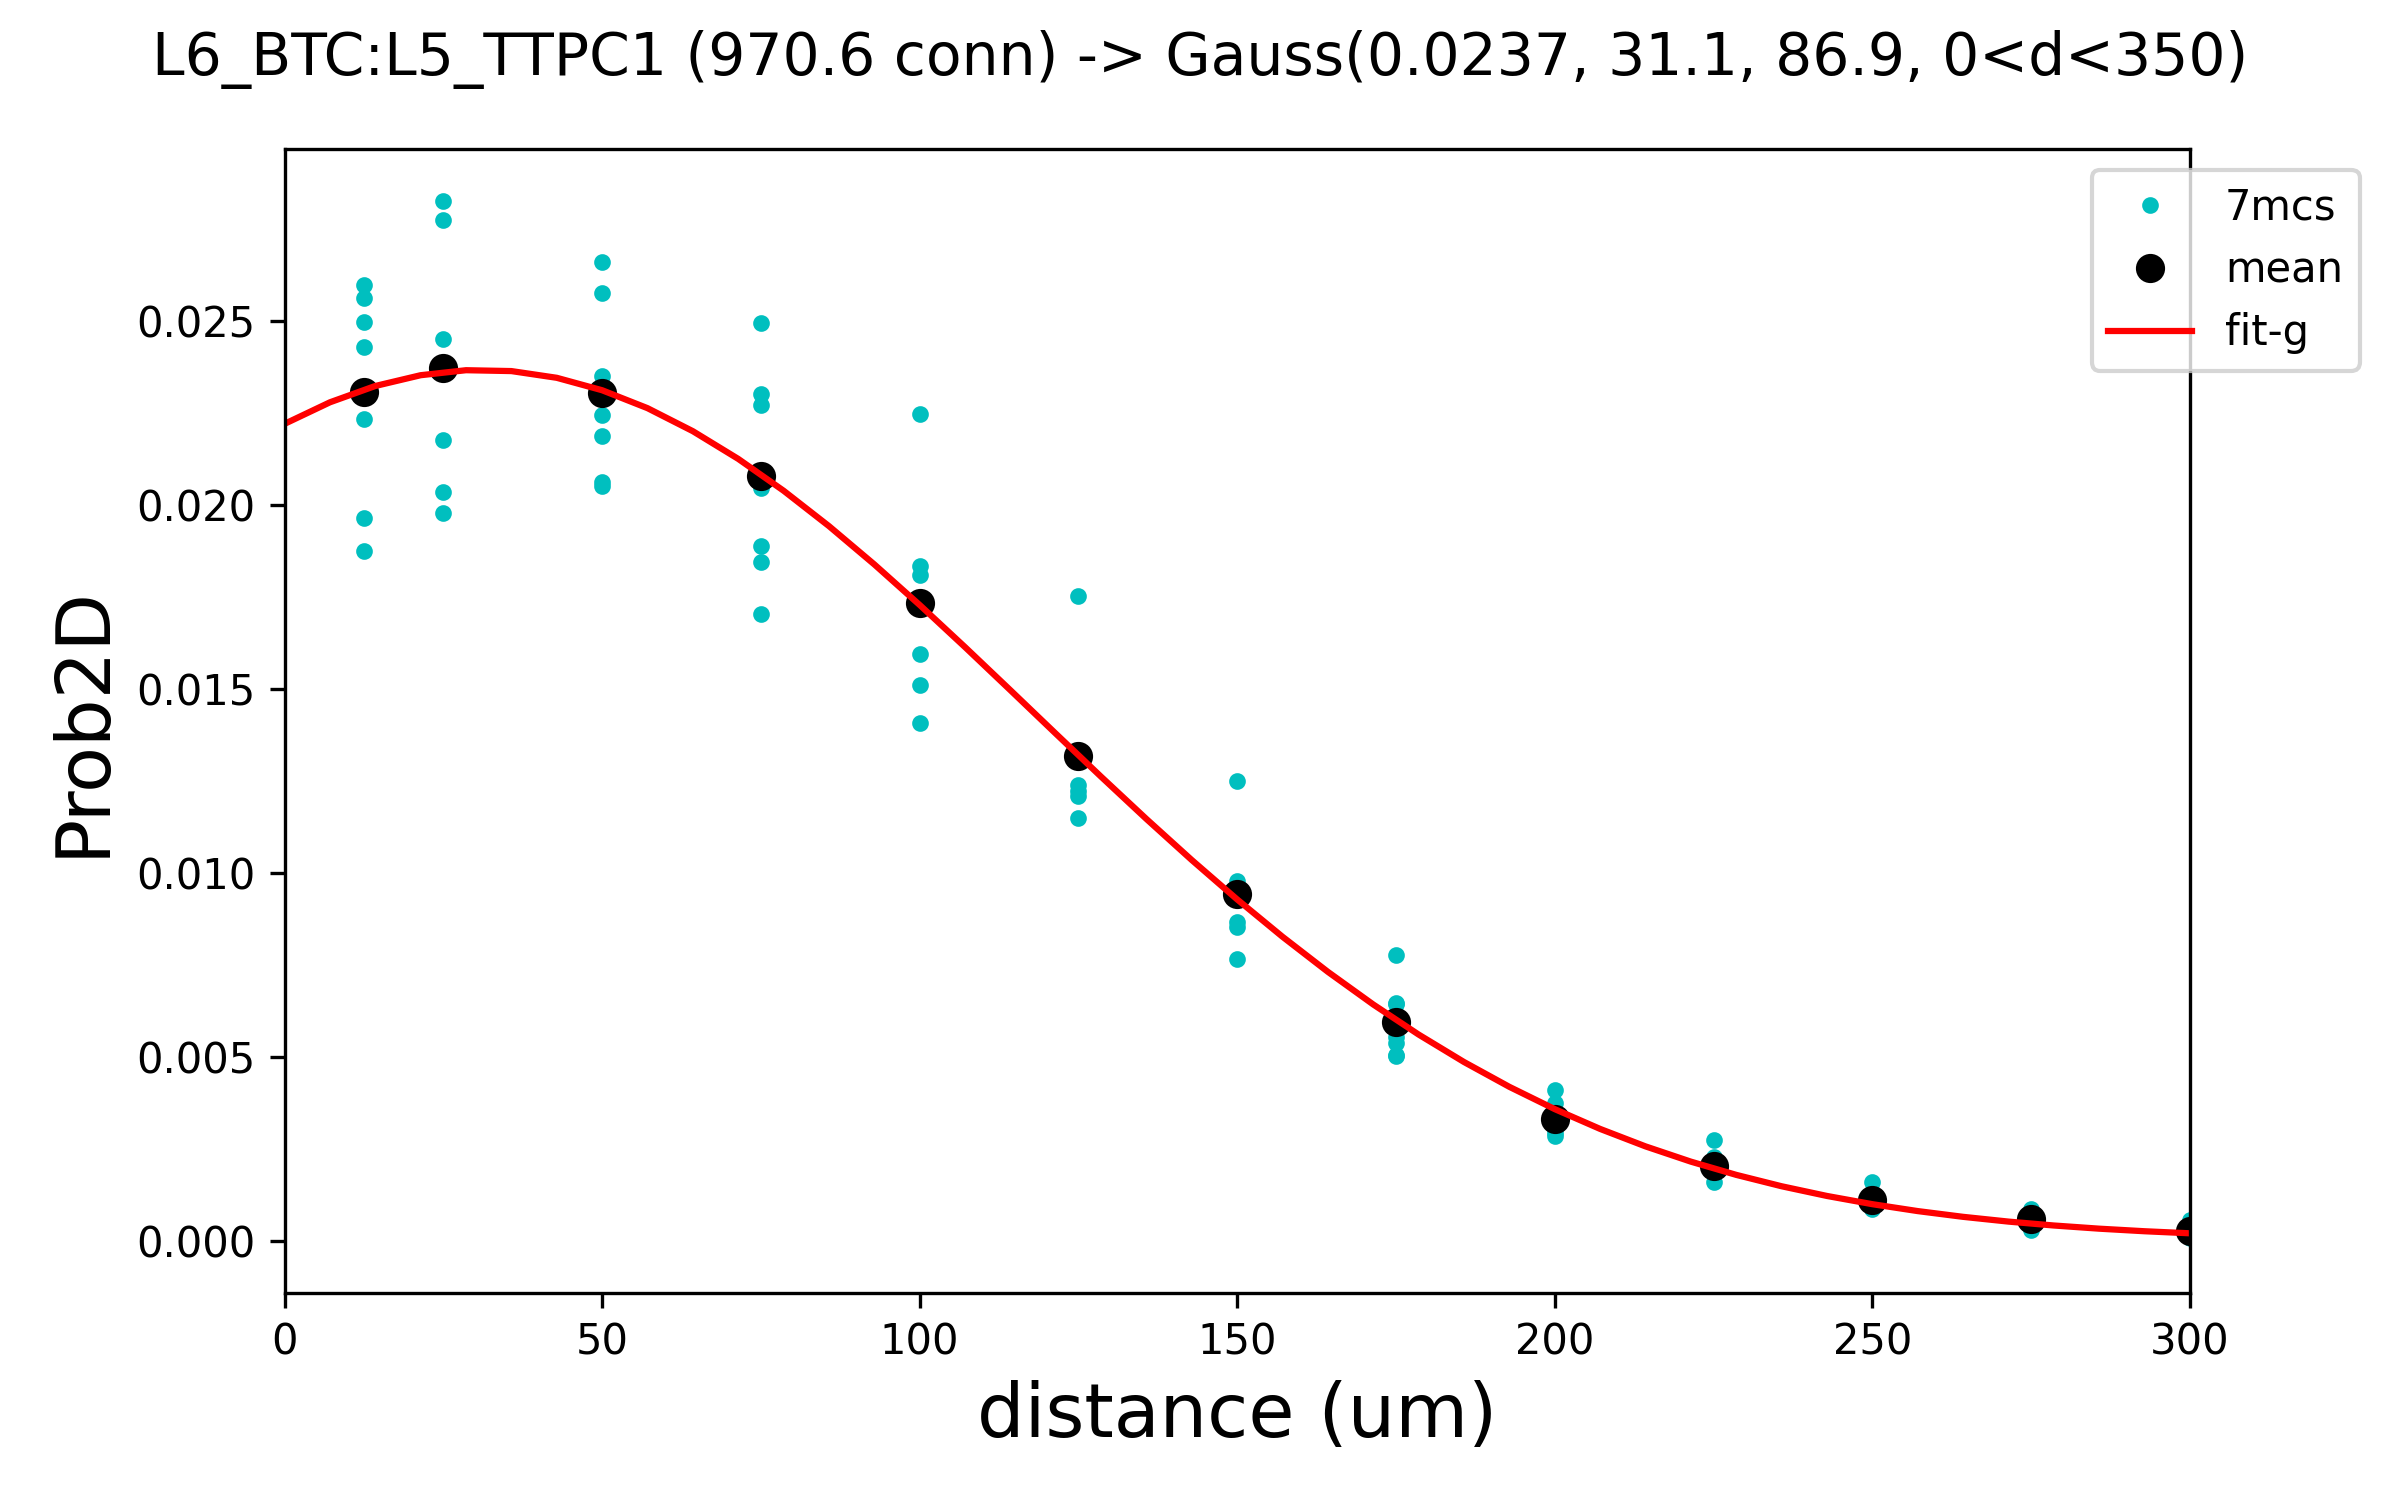 L6_BTC:L5_TTPC1 (970.6 conn) -> Gauss(0.0237, 31.1, 86.9, 0<d<350)
7mcs
mean
fit-g
0.025
0.020
0.015
0.010
0.005
0.000
Prob2D
0 50 100 150 200 250 300
distance (um)